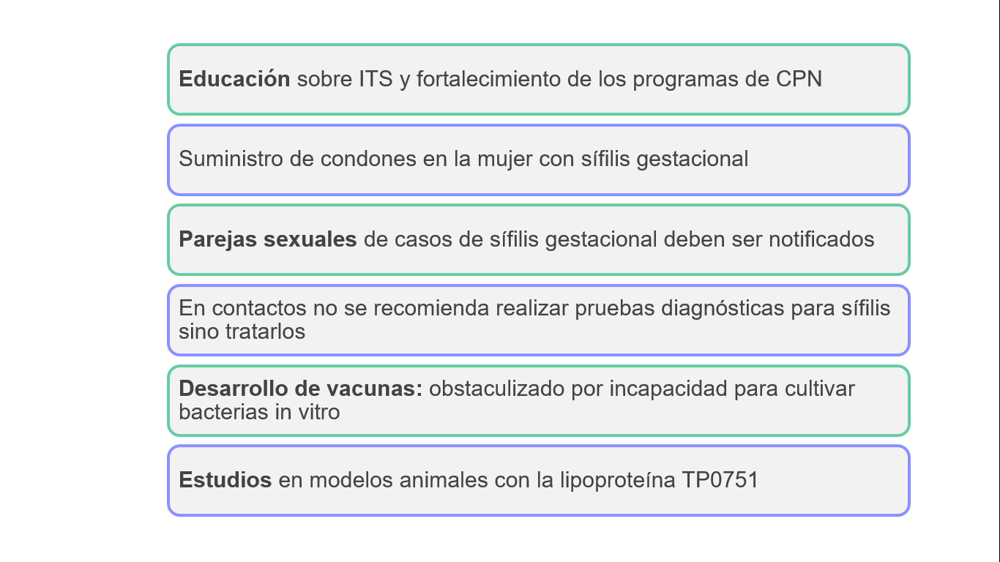 Educación sobre ITS y fortalecimiento de los programas de CPN
Suministro de condones en la mujer con sífilis gestacional
Parejas sexuales de casos de sífilis gestacional deben ser notificados
En contactos no se recomienda realizar pruebas diagnósticas para sífilis
sino tratarlos
Desarrollo de vacunas: obstaculizado por incapacidad para cultivar
bacterias in vitro
Estudios en modelos animales con la lipoproteína TP0751